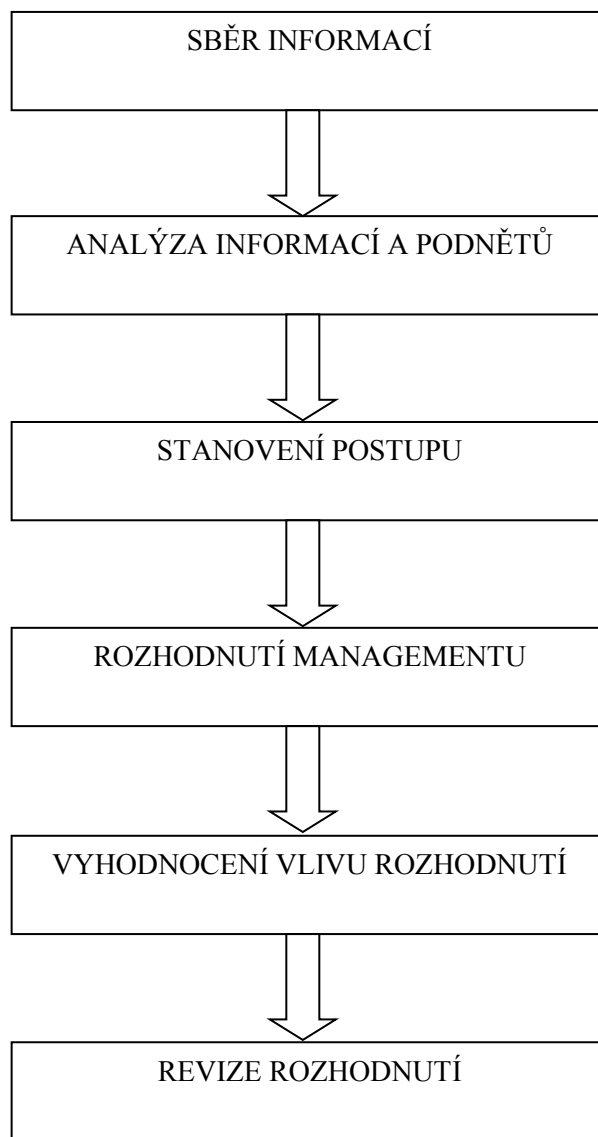 SBĚR INFORMACÍ
ANALÝZA INFORMACÍ A PODNĚTŮ
STANOVENÍ POSTUPU
ROZHODNUTÍ MANAGEMENTU
VYHODNOCENÍ VLIVU ROZHODNUTÍ
REVIZE ROZHODNUTÍ